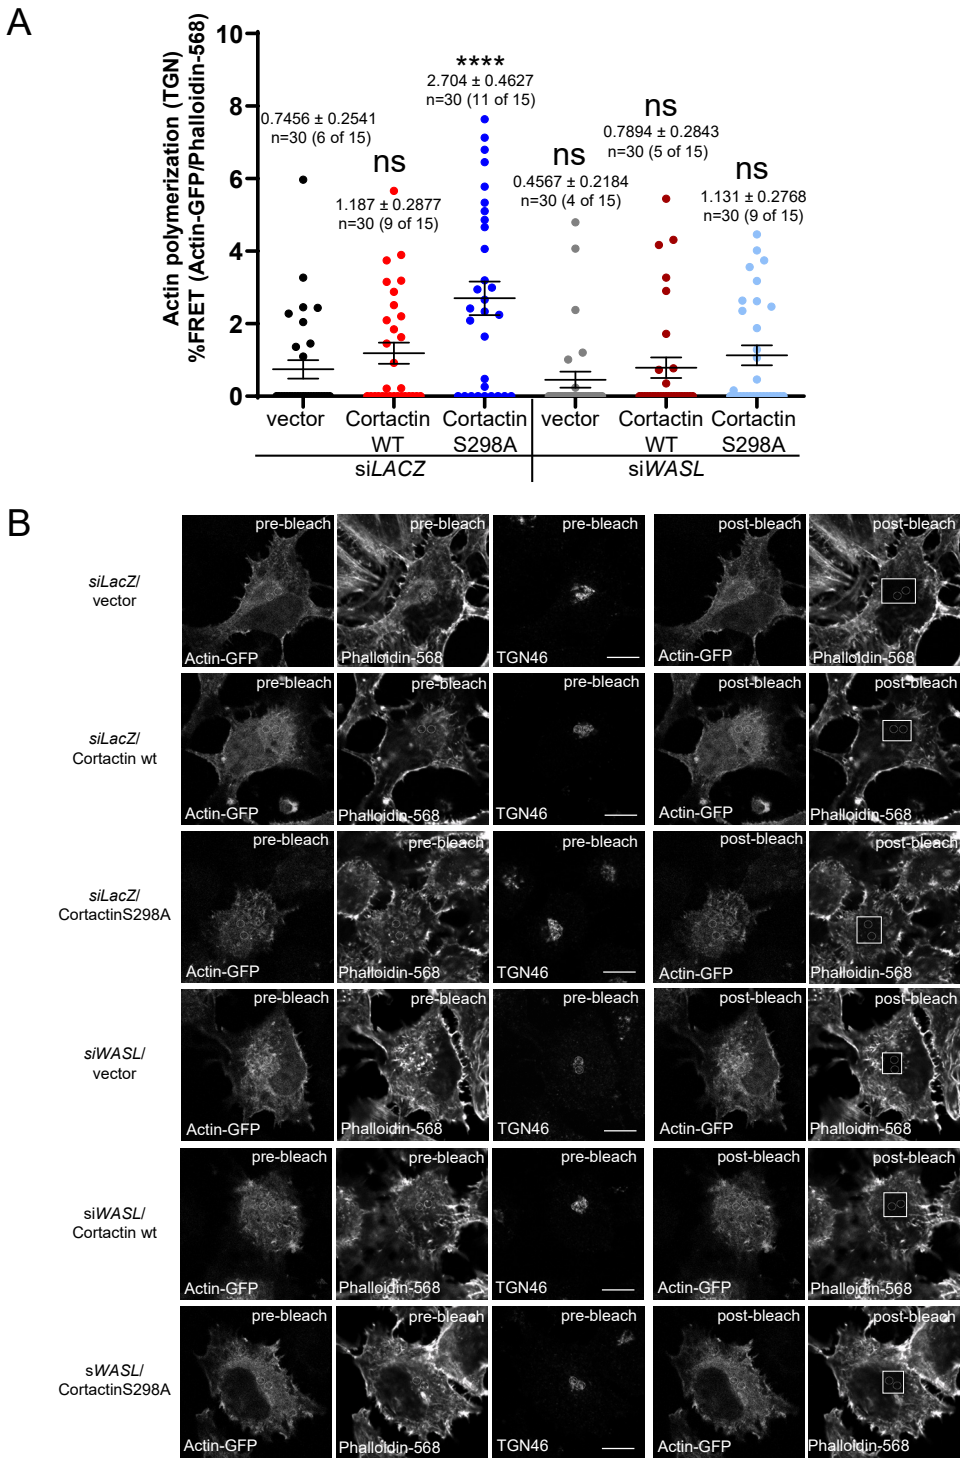 A
Actin polymerization (TGN)
%FRET (Actin-GFP/Phalloidin-568)
10
8
6
4
2
0
0.7456 ± 0.2541
n=30 (6 of 15)
ns
1.187 ± 0.2877
n=30 (9 of 15)
****
2.704 ± 0.4627
n=30 (11 of 15)
ns
0.4567 ± 0.2184
n=30 (4 of 15)
ns
0.7894 ± 0.2843
n=30 (5 of 15)
ns
1.131 ± 0.2768
n=30 (9 of 15)
vector
Cortactin
WT
Cortactin
S298A
vector
Cortactin
WT
Cortactin
S298A
siLACZ
siWASL
B
siLacZ/
vector
pre-bleach
Actin-GFP
pre-bleach
Phalloidin-568
pre-bleach
TGN46
post-bleach
Actin-GFP
post-bleach
Phalloidin-568
siLacZ/
Cortactin wt
pre-bleach
Actin-GFP
pre-bleach
Phalloidin-568
pre-bleach
TGN46
post-bleach
Actin-GFP
post-bleach
Phalloidin-568
siLacZ/
CortactinS298A
pre-bleach
Actin-GFP
pre-bleach
Phalloidin-568
pre-bleach
TGN46
post-bleach
Actin-GFP
post-bleach
Phalloidin-568
siWASL/
vector
pre-bleach
Actin-GFP
pre-bleach
Phalloidin-568
pre-bleach
TGN46
post-bleach
Actin-GFP
post-bleach
Phalloidin-568
siWASL/
Cortactin wt
pre-bleach
Actin-GFP
pre-bleach
Phalloidin-568
pre-bleach
TGN46
post-bleach
Actin-GFP
post-bleach
Phalloidin-568
sWASL/
CortactinS298A
pre-bleach
Actin-GFP
pre-bleach
Phalloidin-568
pre-bleach
TGN46
post-bleach
Actin-GFP
post-bleach
Phalloidin-568